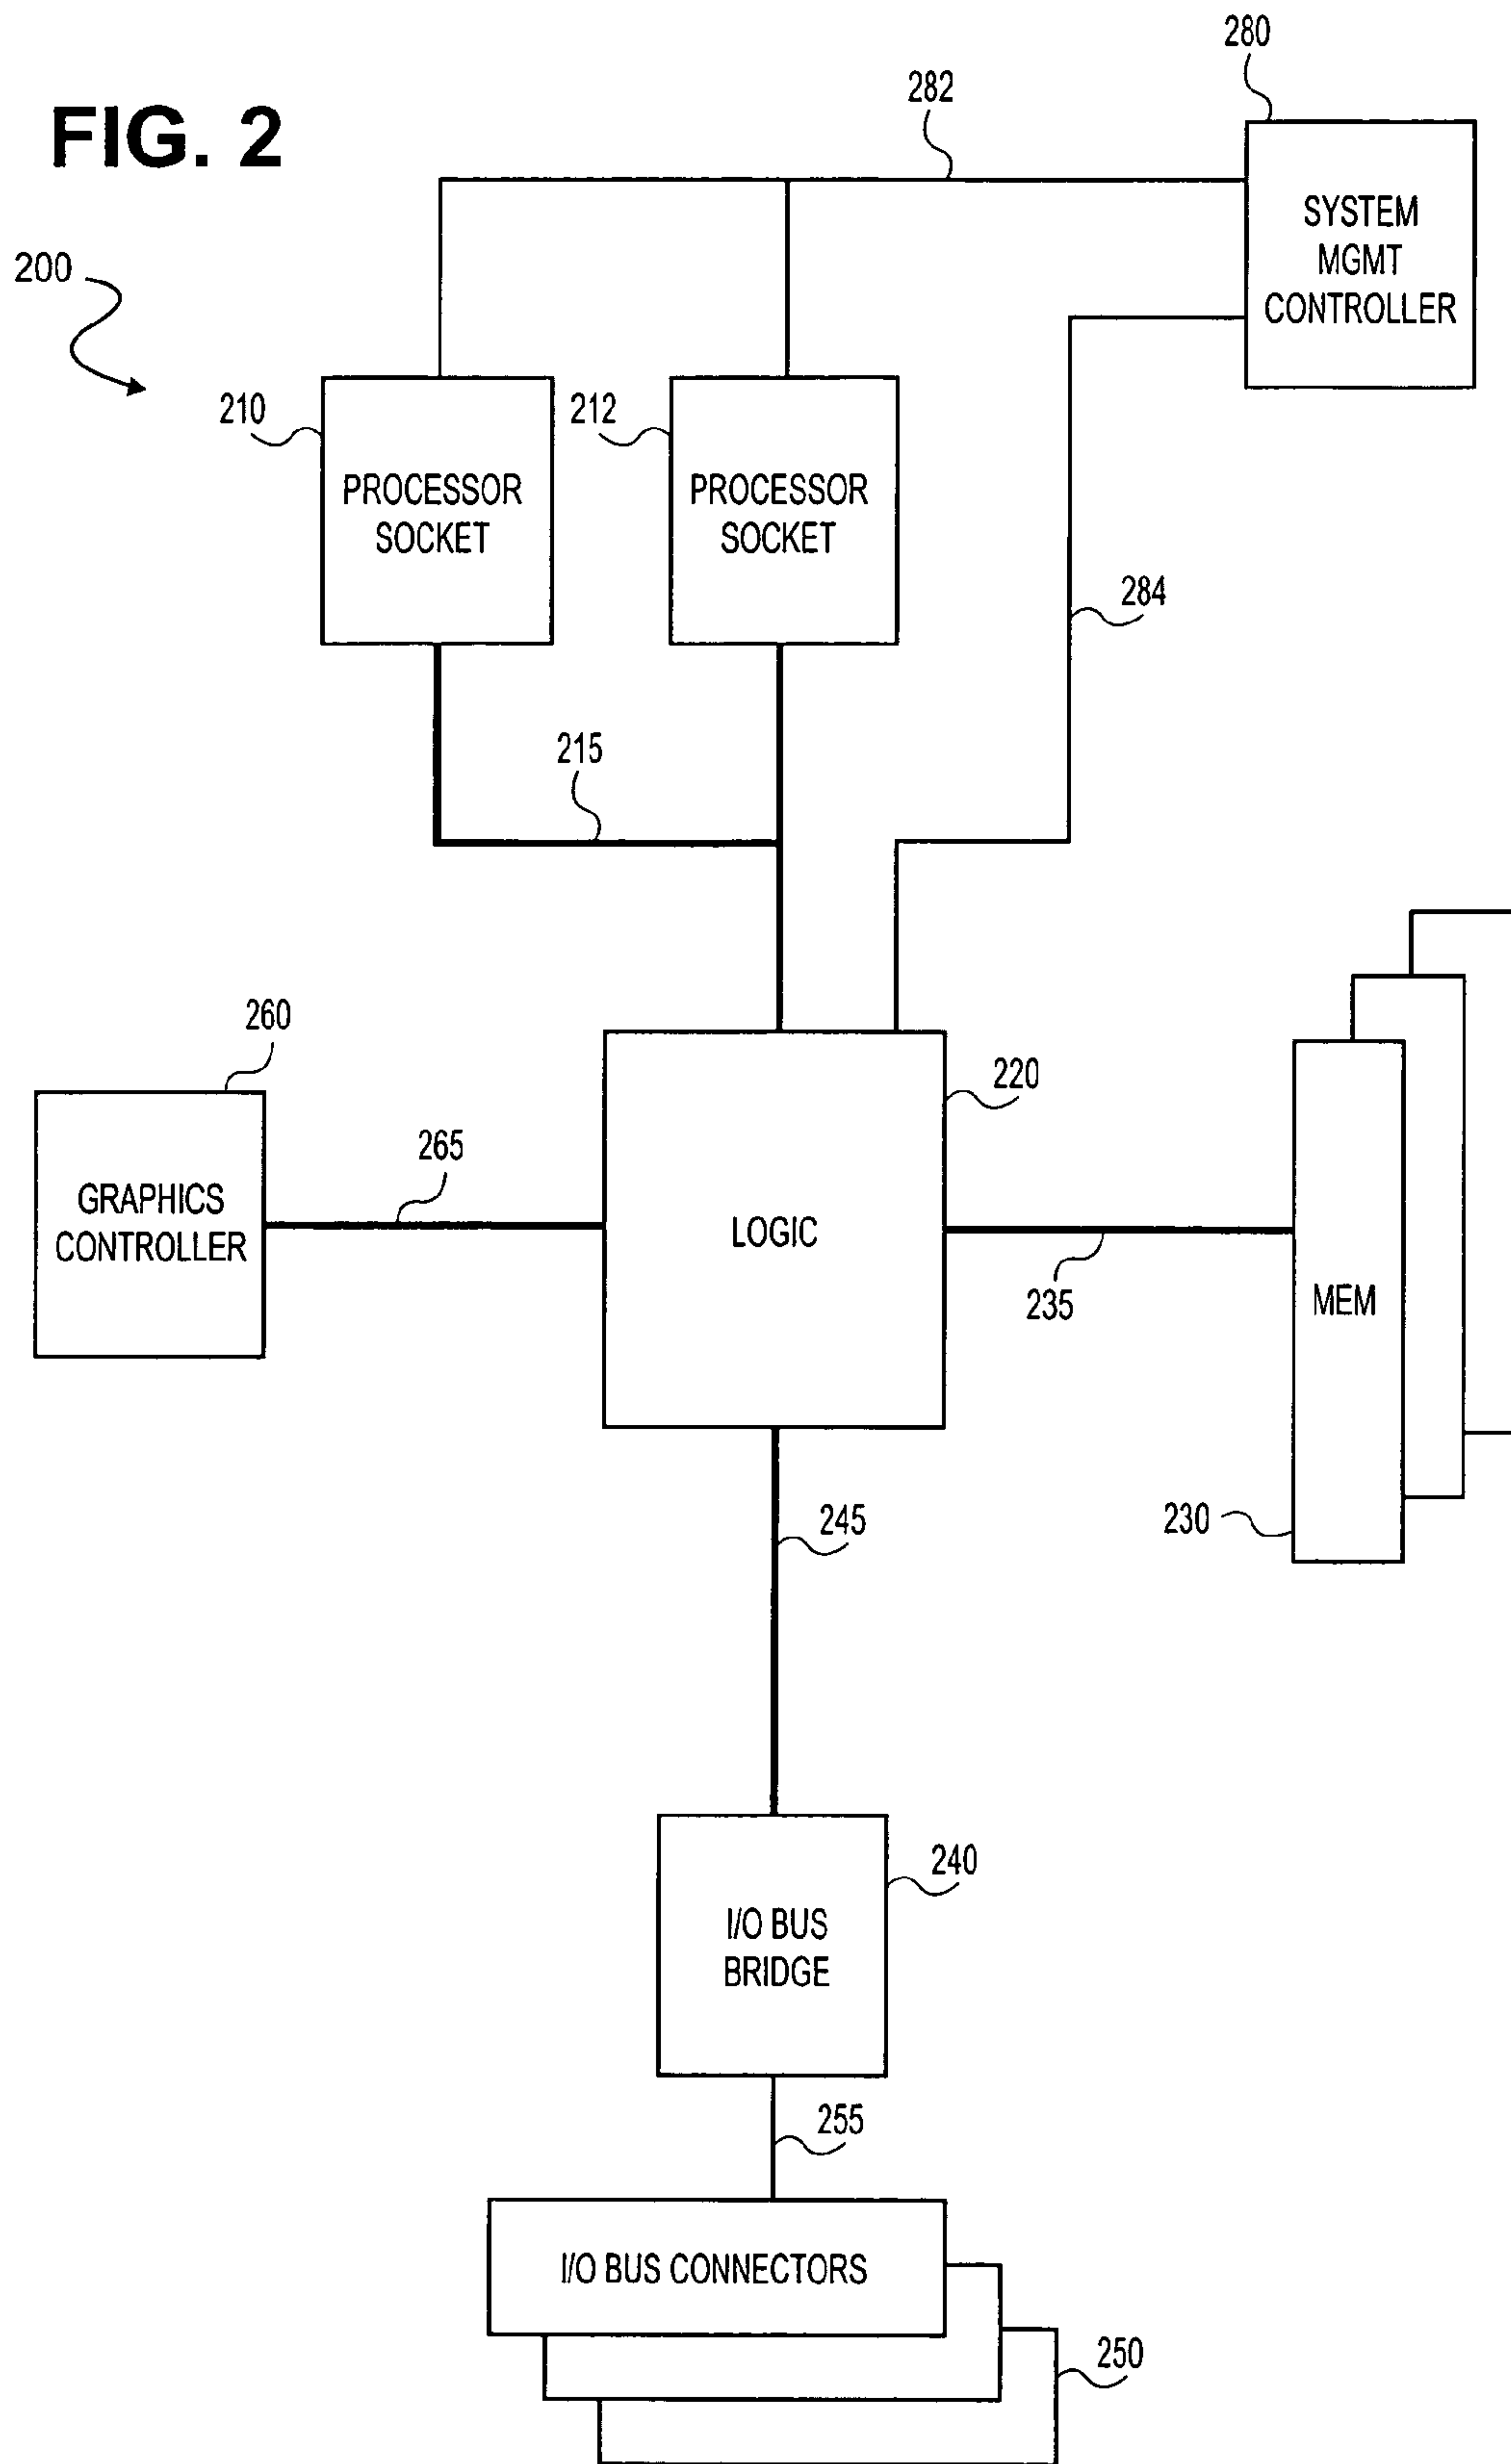 280
282
FIG. 2
SYSTEM
MGMT
CONTROLLER
200
210
212
PROCESSOR
SOCKET
PROCESSOR
SOCKET
284
215
260
220
265
GRAPHICS
CONTROLLER
LOGIC
235
MEM
245
230
240
I/O BUS
BRIDGE
255
I/O BUS CONNECTORS
250